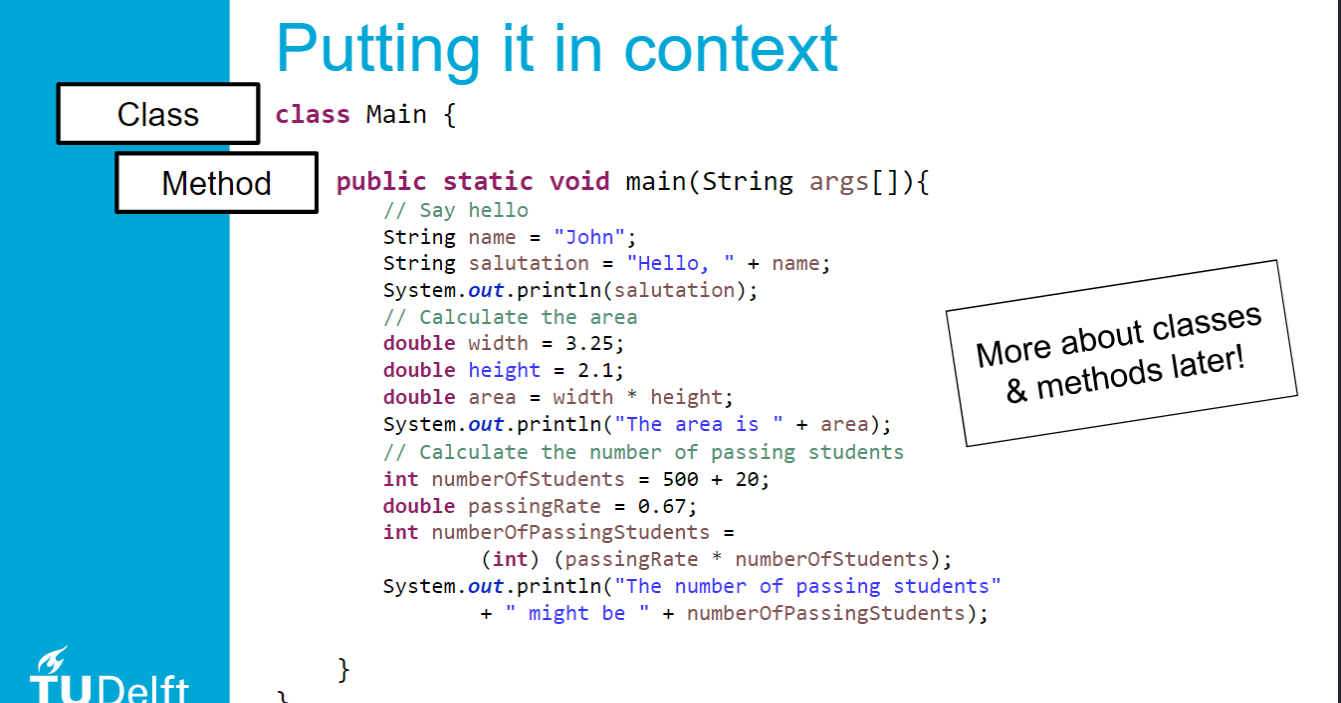 Putting it in context
Class
class Main {
Method
public static void main(String args[]){
// Say hello
String name = "John";
String salutation = "Hello, " + name;
System.out.println(salutation);
// Calculate the area
double width = 3.25;
double height = 2.1;
double area = width * height;
System.out.println("The area is " + area);
// Calculate the number of passing students
int numberOfStudents = 500 + 20;
double passingRate = 0.67;
int numberOfPassingStudents =
(int) (passingRate * numberOfStudents);
System.out.println("The number of passing students"
+ " might be " + numberOfPassingStudents);
}
}
More about classes
& methods later!
TUDelft